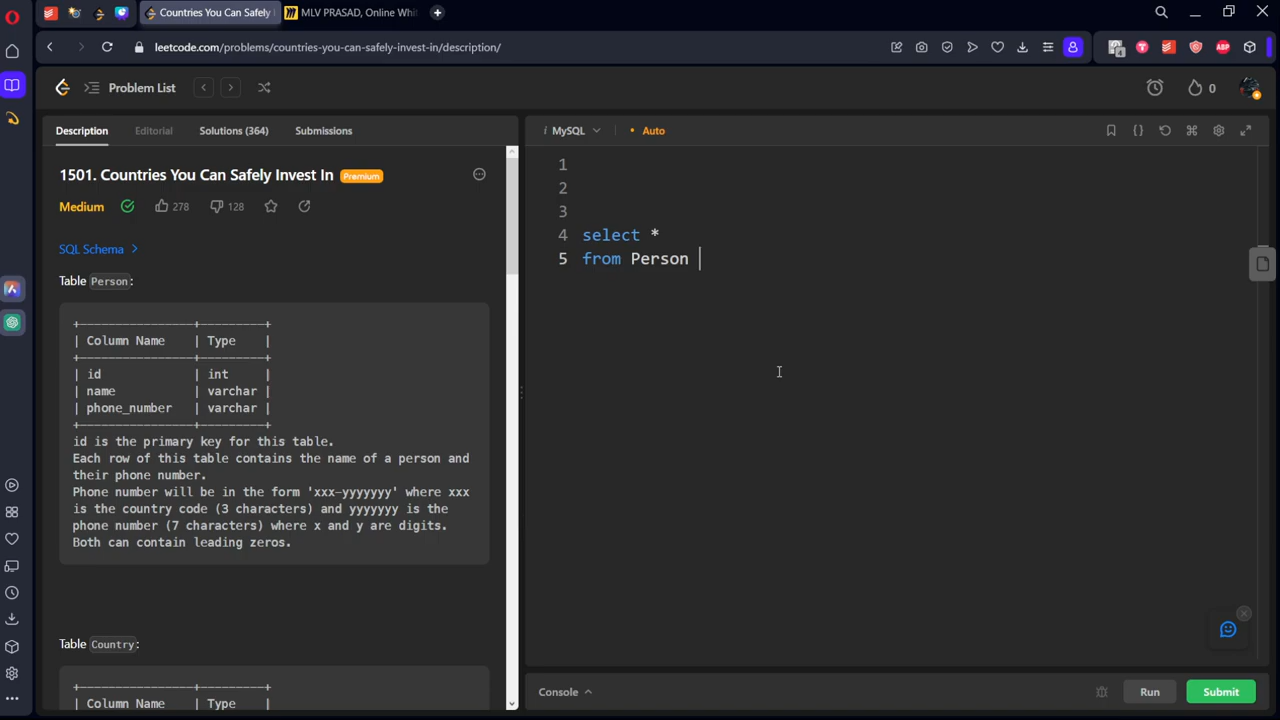 Countries You Can Safely I
MLV PRASAD, Online Whit
leetcode.com/problems/countries-you-can-safely-invest-in/description/
Problem List
0
Description
Editorial
Solutions (364)
Submissions
MySQL
Auto
1501. Countries You Can Safely Invest In
Premium
Medium
278
128
SQL Schema
Table Person:
+----------------+---------+
| Column Name | Type |
+----------------+---------+
| id | int |
| name | varchar |
| phone_number | varchar |
+----------------+---------+
id is the primary key for this table.
Each row of this table contains the name of a person and
their phone number.
Phone number will be in the form 'xxx-yyyyyyy' where xxx
is the country code (3 characters) and yyyyyyy is the
phone number (7 characters) where x and y are digits.
Both can contain leading zeros.
Table Country:
+----------------+---------+
| Column Name | Type |
1
2
3
4 select *
5 from Person
Console
Run
Submit